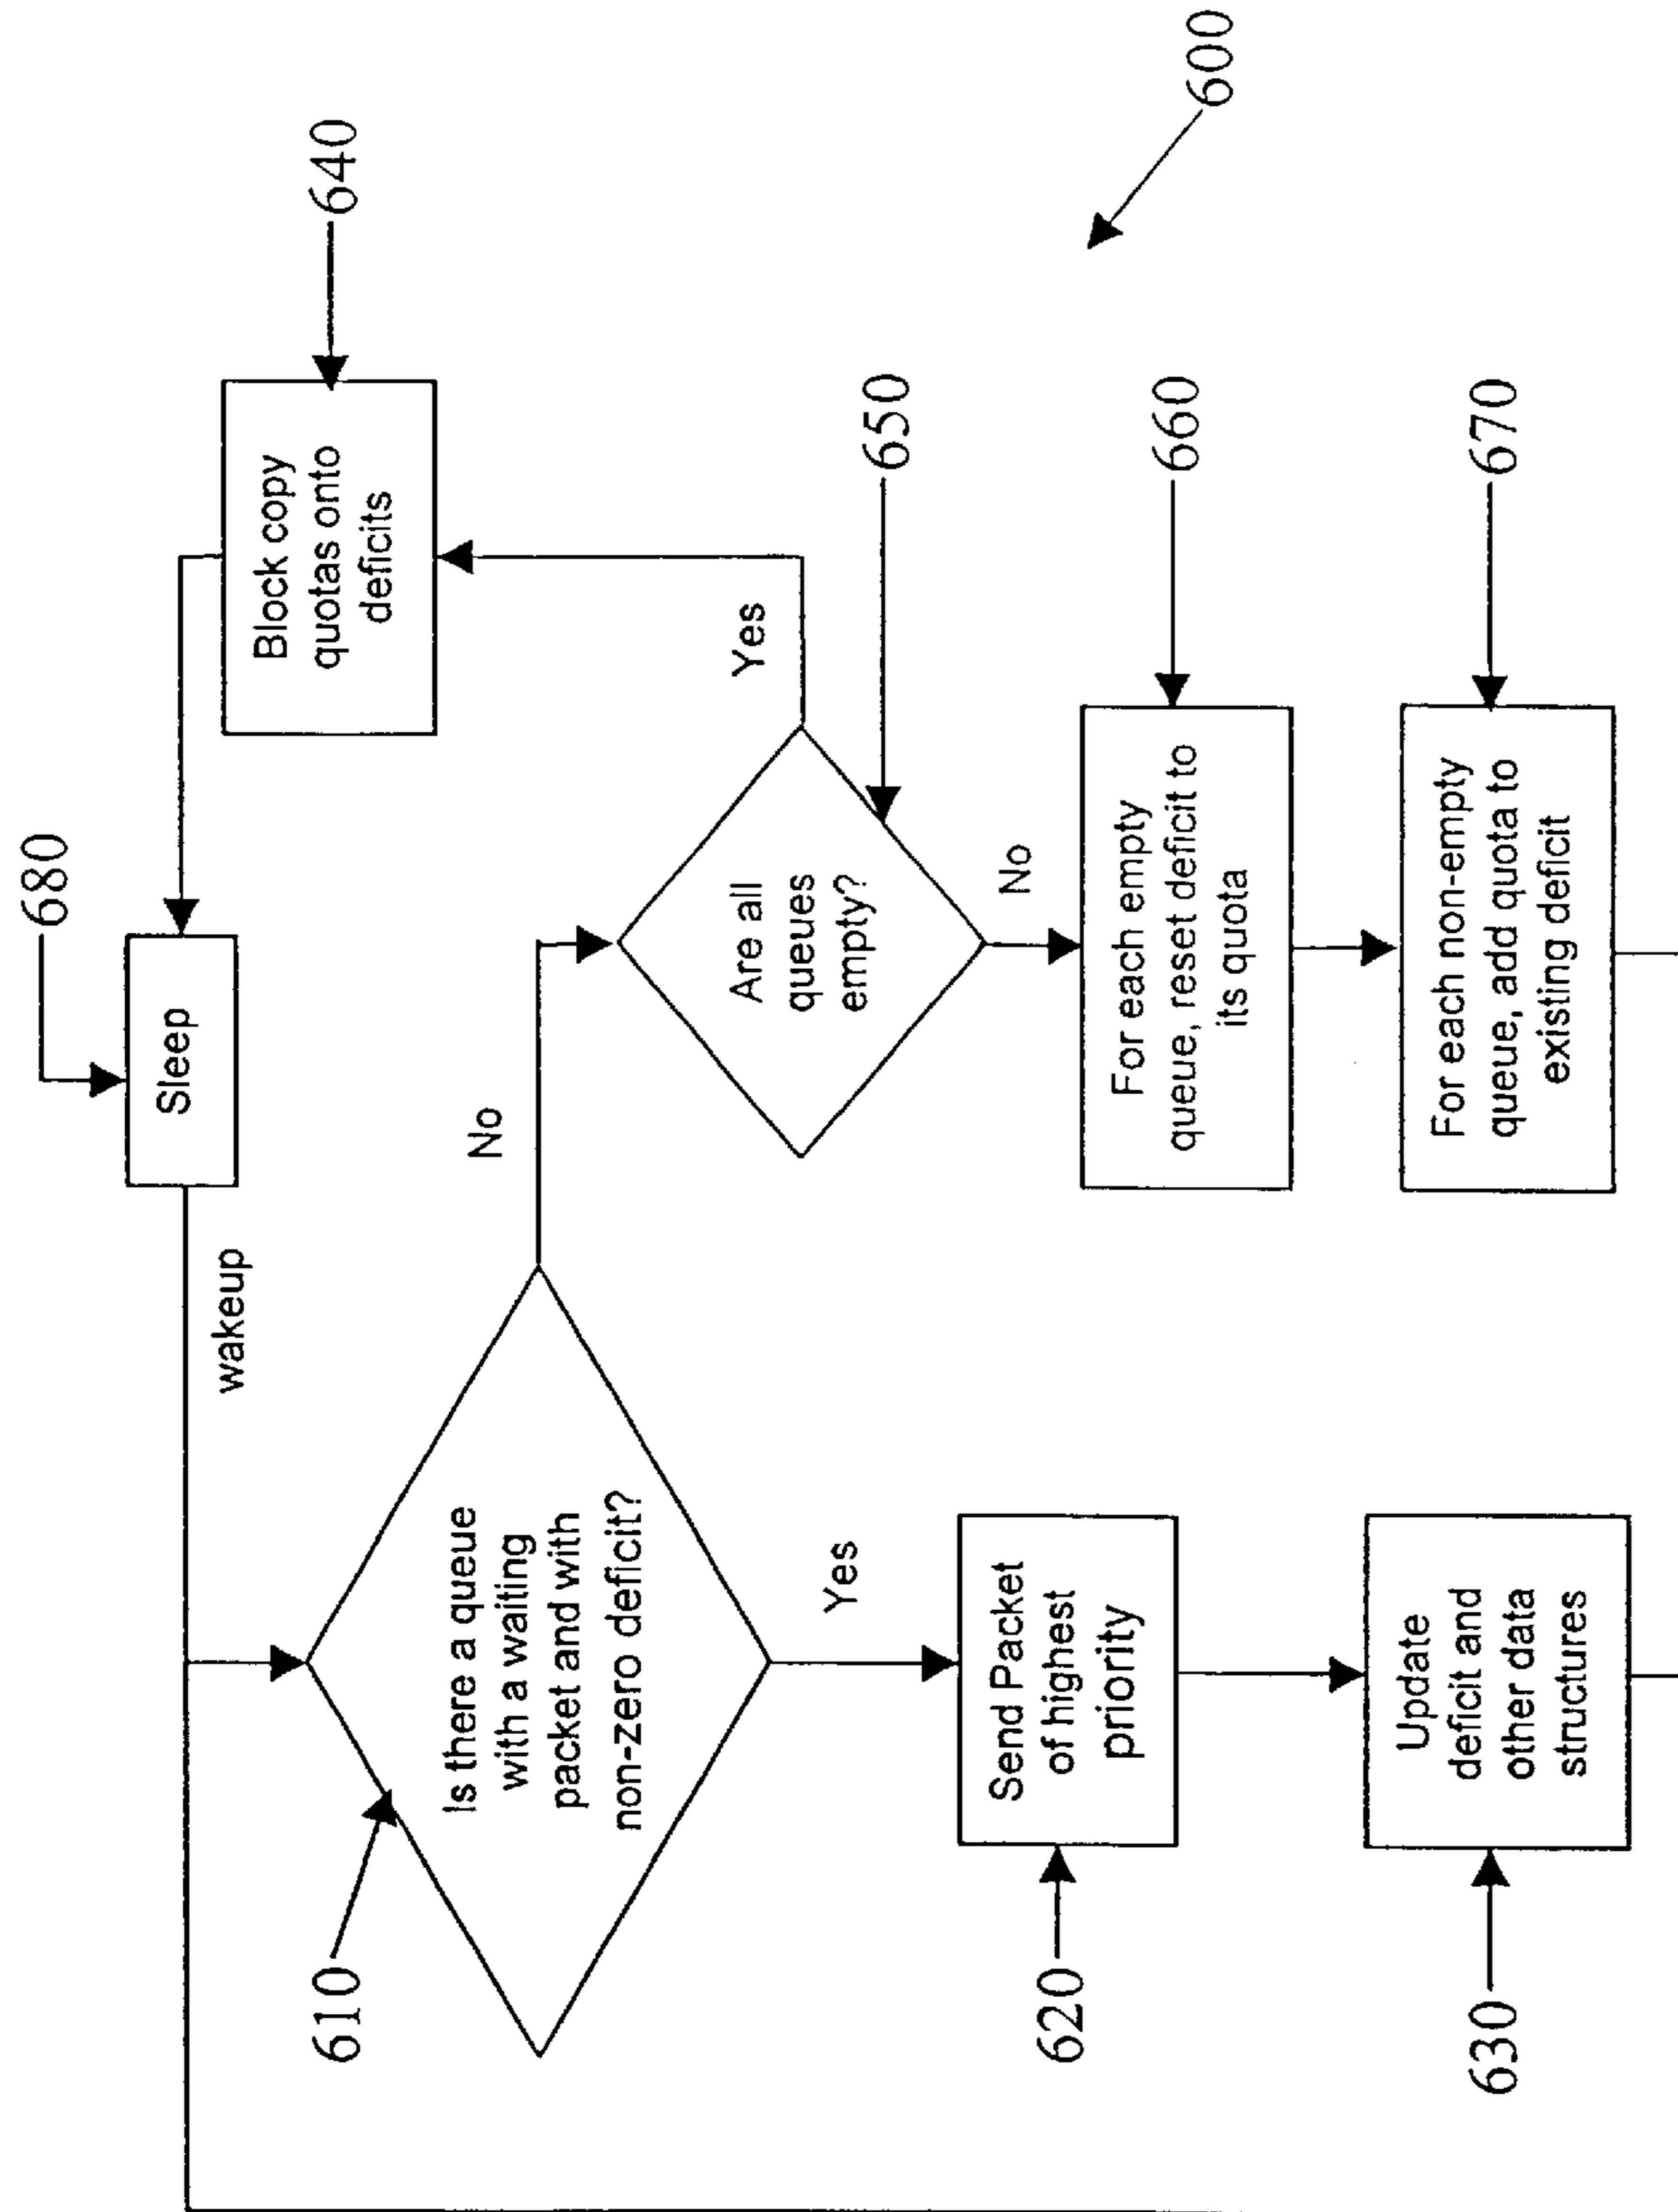 680
Sleep
wakeup
640
Block copy
quotas onto
deficits
610
Is there a queue
with a waiting
packet and with
non-zero deficit?
No
Yes
650
Are all
queues
empty?
Yes
No
620
Send Packet
of highest
priority
660
For each empty
queue, reset deficit to
its quota
630
Update
deficit and
other data
structures
670
For each non-empty
queue, add quota to
existing deficit
600